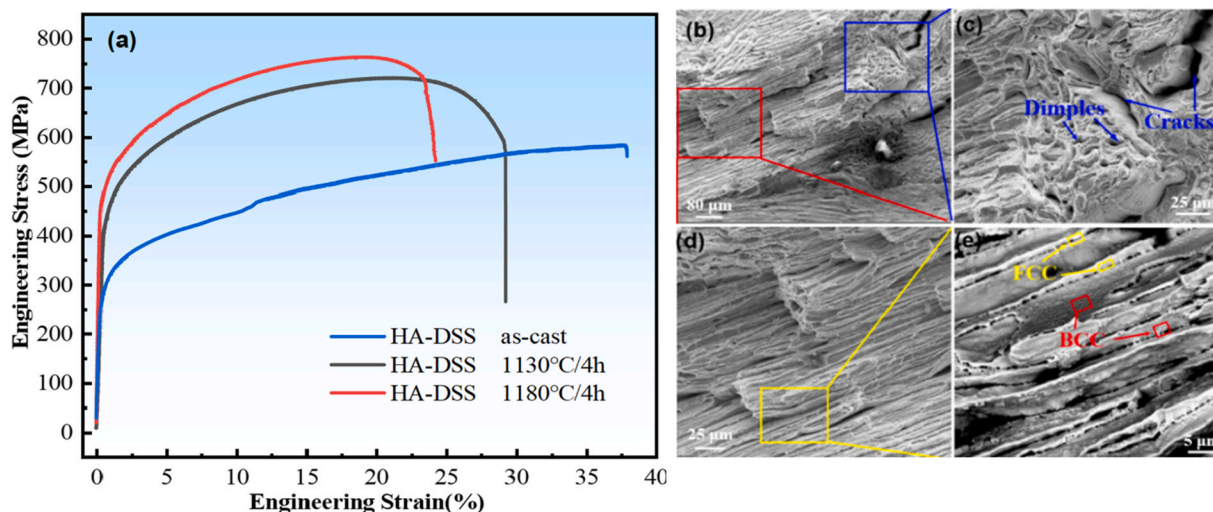 (a)
Engineering Stress (MPa)
800
700
600
500
400
300
200
100
0
HA-DSS as-cast
HA-DSS 1130°C/4h
HA-DSS 1180°C/4h
0 5 10 15 20 25 30 35 40
Engineering Strain(%)
(b)
80 µm
(c)
Dimples
Cracks
25 µm
(d)
25 µm
(e)
FCC
BCC
5 µm